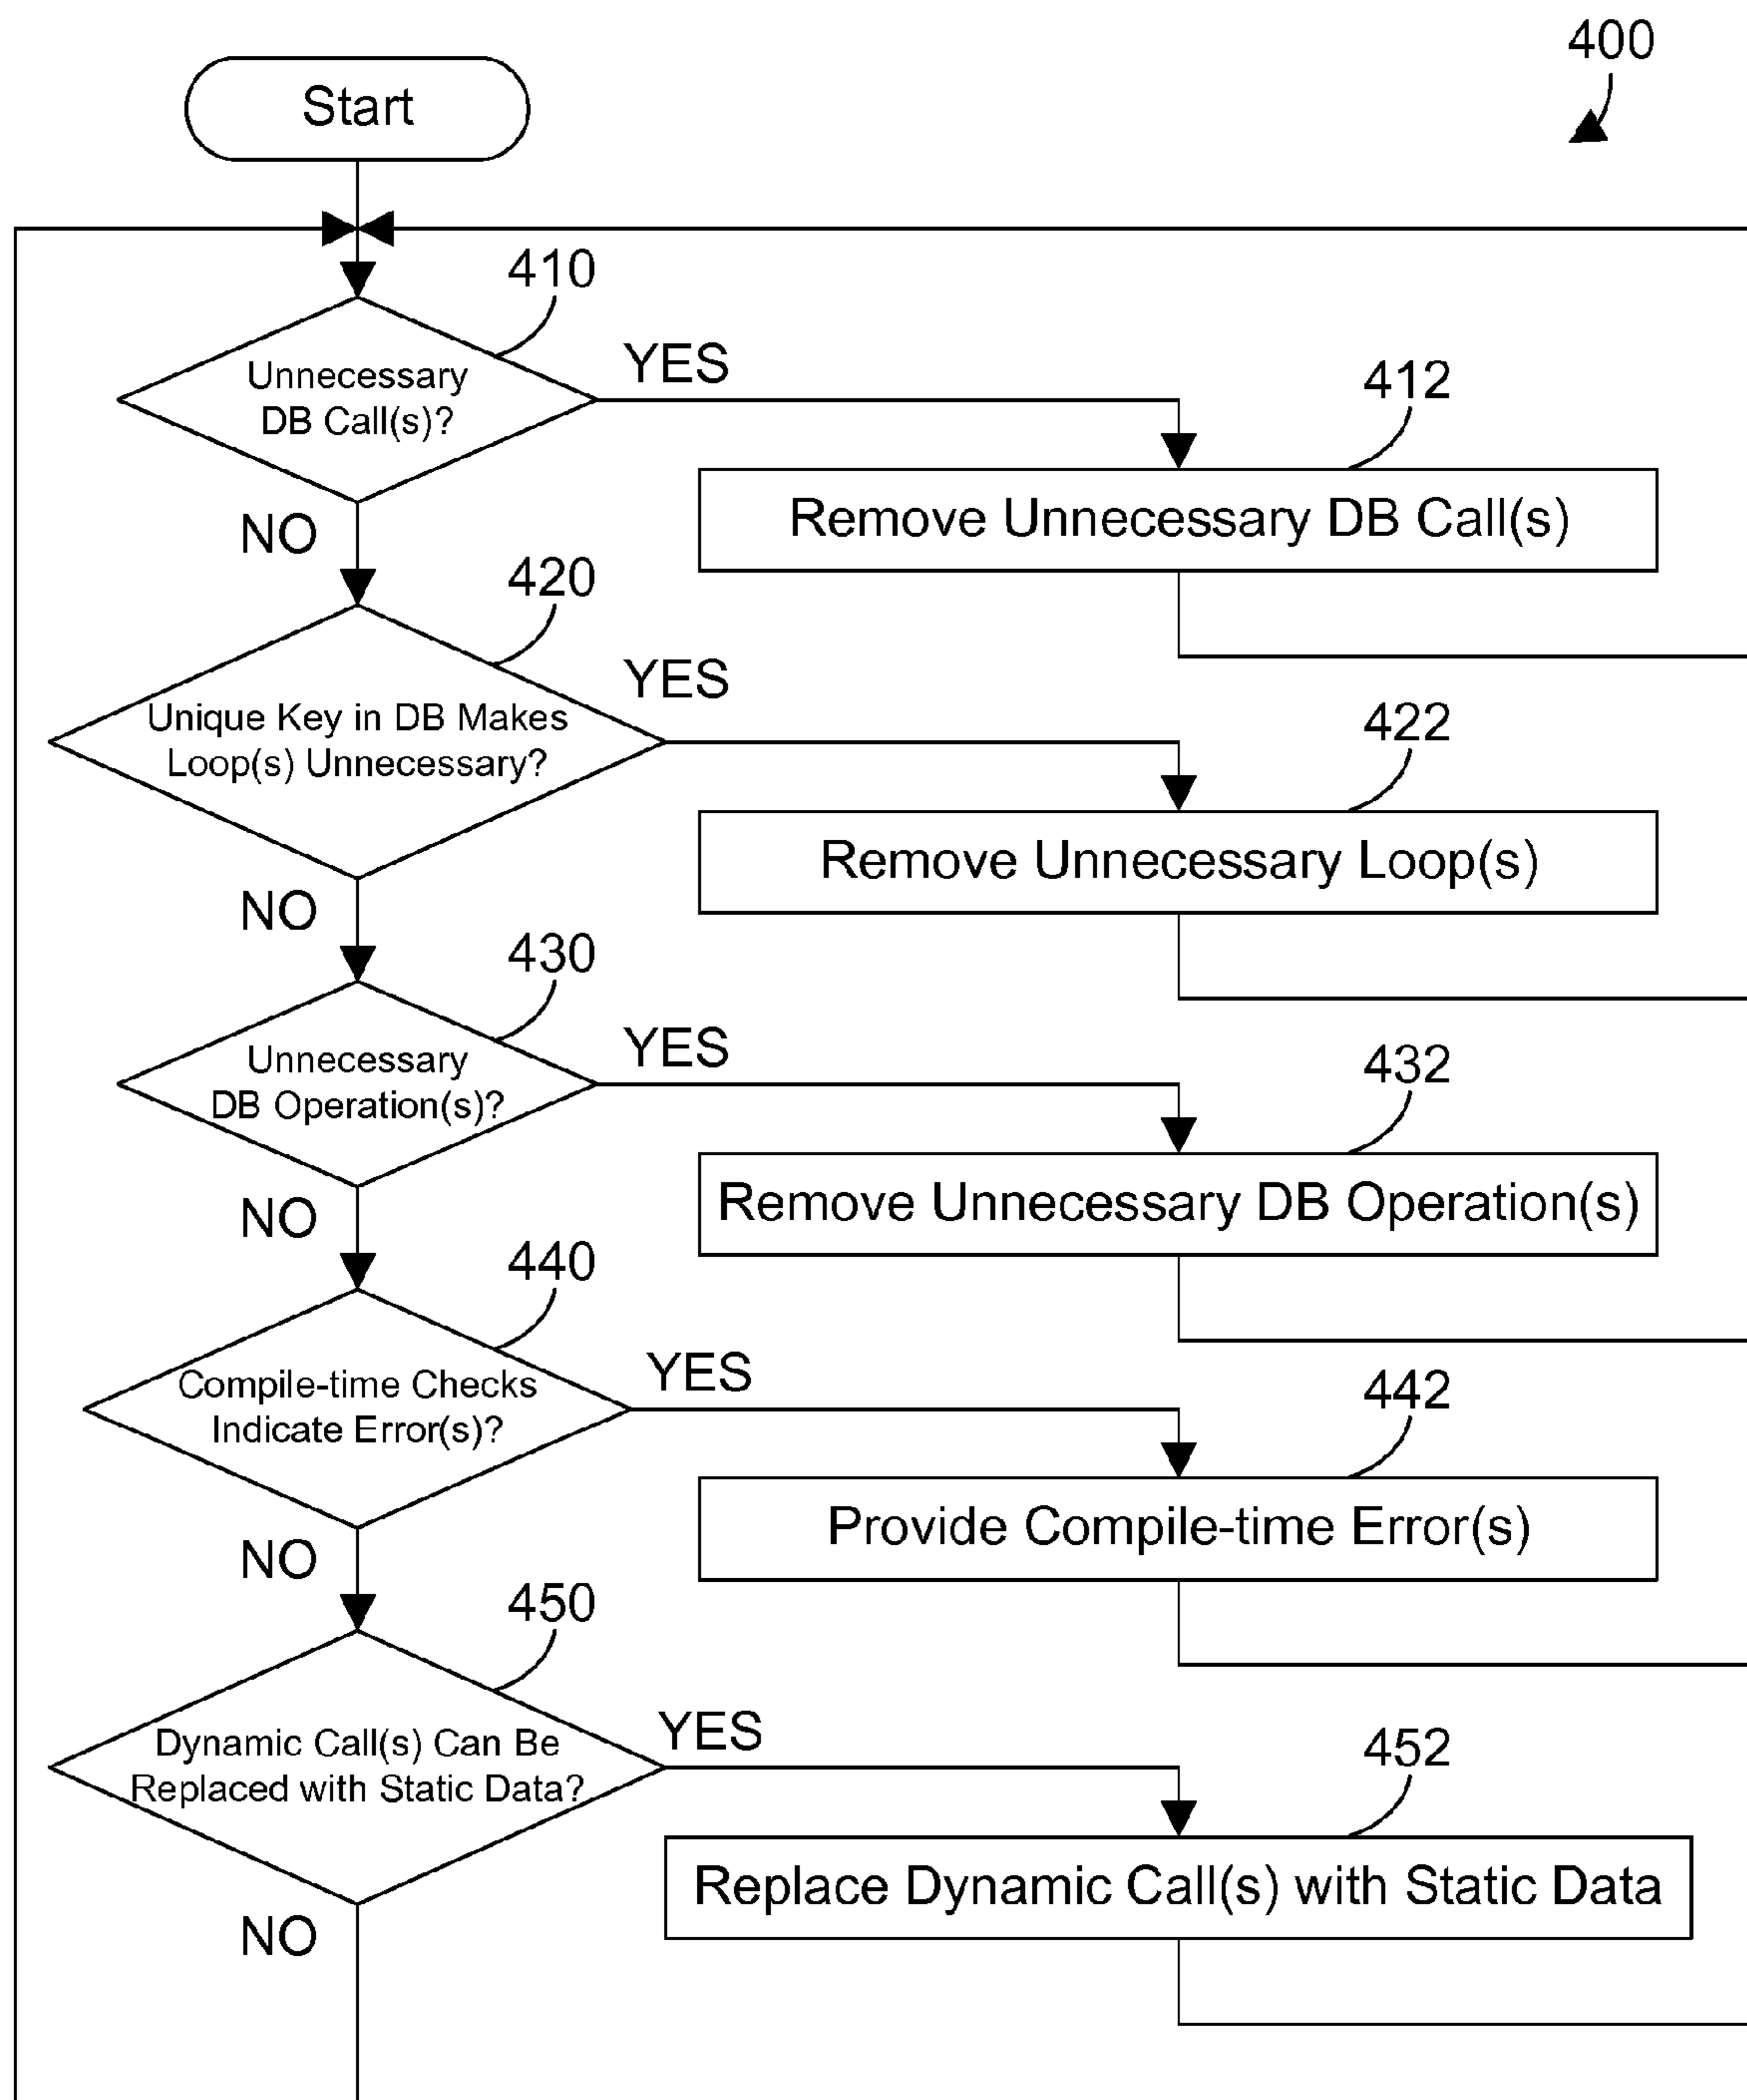 400
Start
410
Unnecessary
DB Call(s)?
YES
412
Remove Unnecessary DB Call(s)
NO
420
Unique Key in DB Makes
Loop(s) Unnecessary?
YES
422
Remove Unnecessary Loop(s)
NO
430
Unnecessary
DB Operation(s)?
YES
432
Remove Unnecessary DB Operation(s)
NO
440
Compile-time Checks
Indicate Error(s)?
YES
442
Provide Compile-time Error(s)
NO
450
Dynamic Call(s) Can Be
Replaced with Static Data?
YES
452
Replace Dynamic Call(s) with Static Data
NO